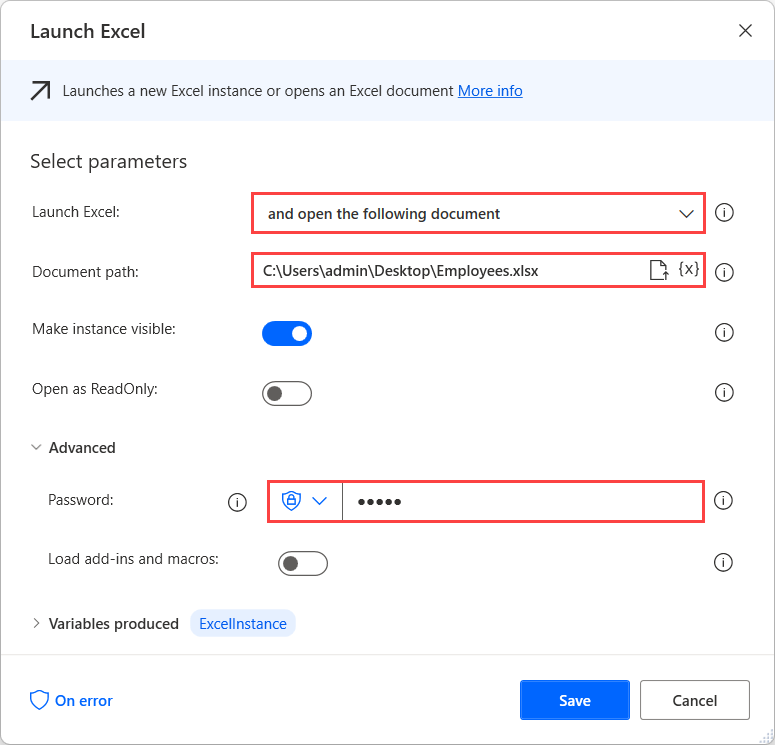 Launch Excel
Launches a new Excel instance or opens an Excel document More info
Select parameters
Launch Excel: and open the following document
Document path: C:\Users\admin\Desktop\Employees.xlsx {x}
Make instance visible:
Open as ReadOnly:
Advanced
Password: •••••
Load add-ins and macros:
Variables produced ExcelInstance
On error Save Cancel